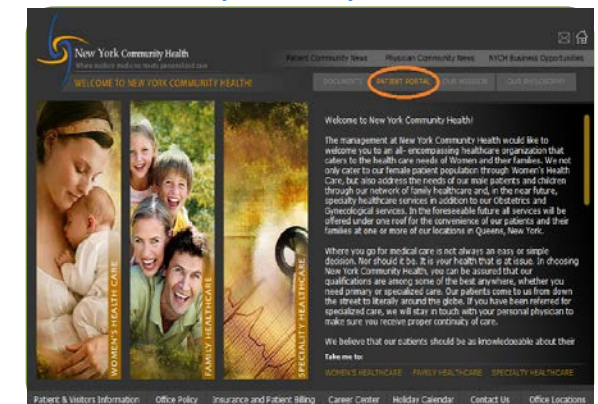 New York Community Health
Where modern medicine meets personalized care
Patient Community News Physician Community News NYCH Business Opportunities
WELCOME TO NEW YORK COMMUNITY HEALTH!
DOCUMENTS PATIENT PORTAL OUR MISSION OUR PHILOSOPHY
WOMEN'S HEALTH CARE
FAMILY HEALTHCARE
SPECIALITY HEALTHCARE
Welcome to New York Community Health!
The management at New York Community Health would like to
welcome you to an all- encompassing healthcare organization that
caters to the health care needs of Women and their families. We not
only cater to our female patient population through Women's Health
Care, but also address the needs of our male patients and children
through our network of family healthcare and, in the near future,
specialty healthcare services in addition to our Obstetrics and
Gynecological services. In the foreseeable future all services will be
offered under one roof for the convenience of our patients and their
families at one or more of our locations in Queens, New York.
Where you go for medical care is not always an easy or simple
decision. Nor should it be. It is your health that is at issue. In choosing
New York Community Health, you can be assured that our
qualifications are among some of the best anywhere, whether you
need primary or specialized care. Our patients come to us from down
the street to literally around the globe. If you have been referred for
specialized care, we will stay in touch with your personal physician to
make sure you receive proper continuity of care.
We believe that our patients should be as knowledgeable about their
Take me to:
WOMEN'S HEALTHCARE FAMILY HEALTHCARE SPECIALTY HEALTHCARE
Patient & Visitors Information Office Policy Insurance and Patient Billing Career Center Holiday Calendar Contact Us Office Locations